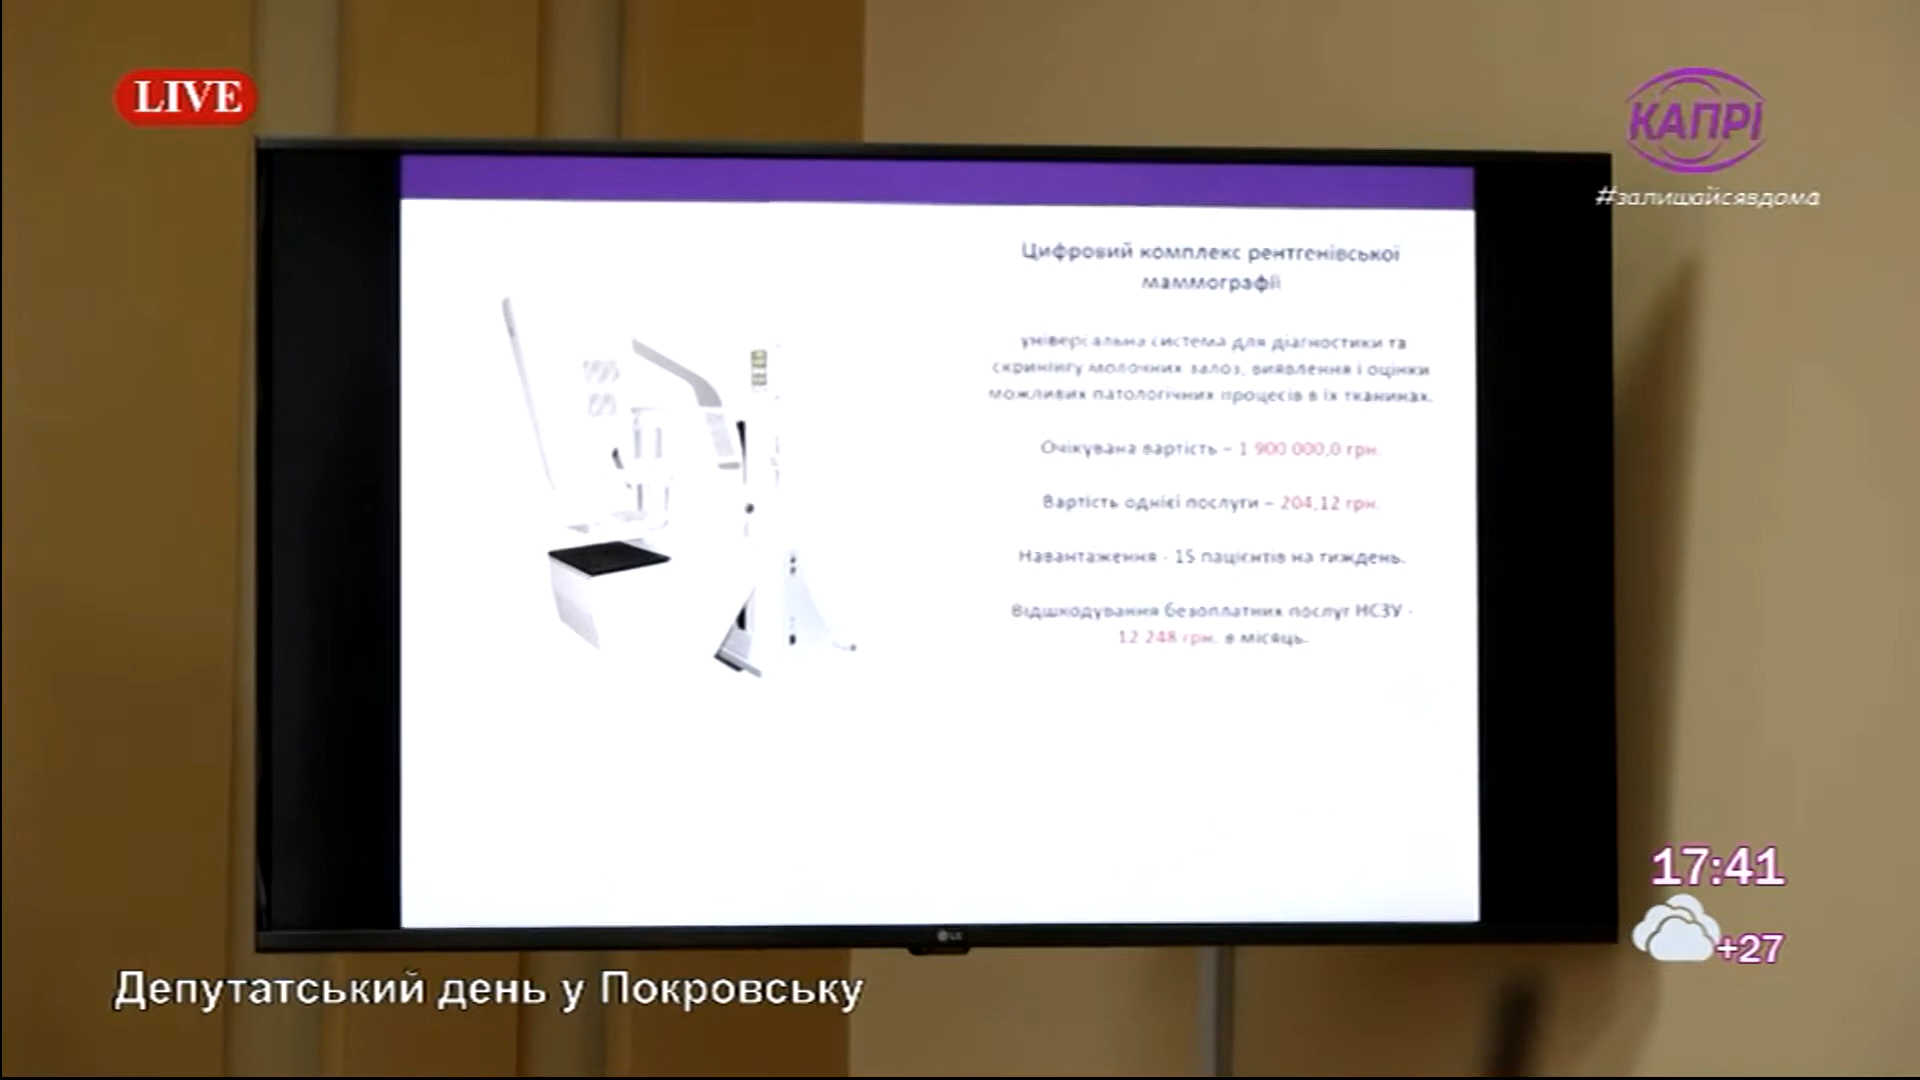 LIVE
КАПРІ
#залишайсявдома
Цифровий комплекс рентгенівської
маммографії
універсальна система для діагностики та
скринінгу молочних залоз, виявлення і оцінки
можливих патологічних процесів в їх тканинах.
Очікувана вартість – 1 900 000,0 грн.
Вартість однієї послуги – 204,12 грн.
Навантаження - 15 пацієнтів на тиждень.
Відшкодування безоплатних послуг НСЗУ -
12 248 грн. в місяць.
LG
17:41
+27
Депутатський день у Покровську